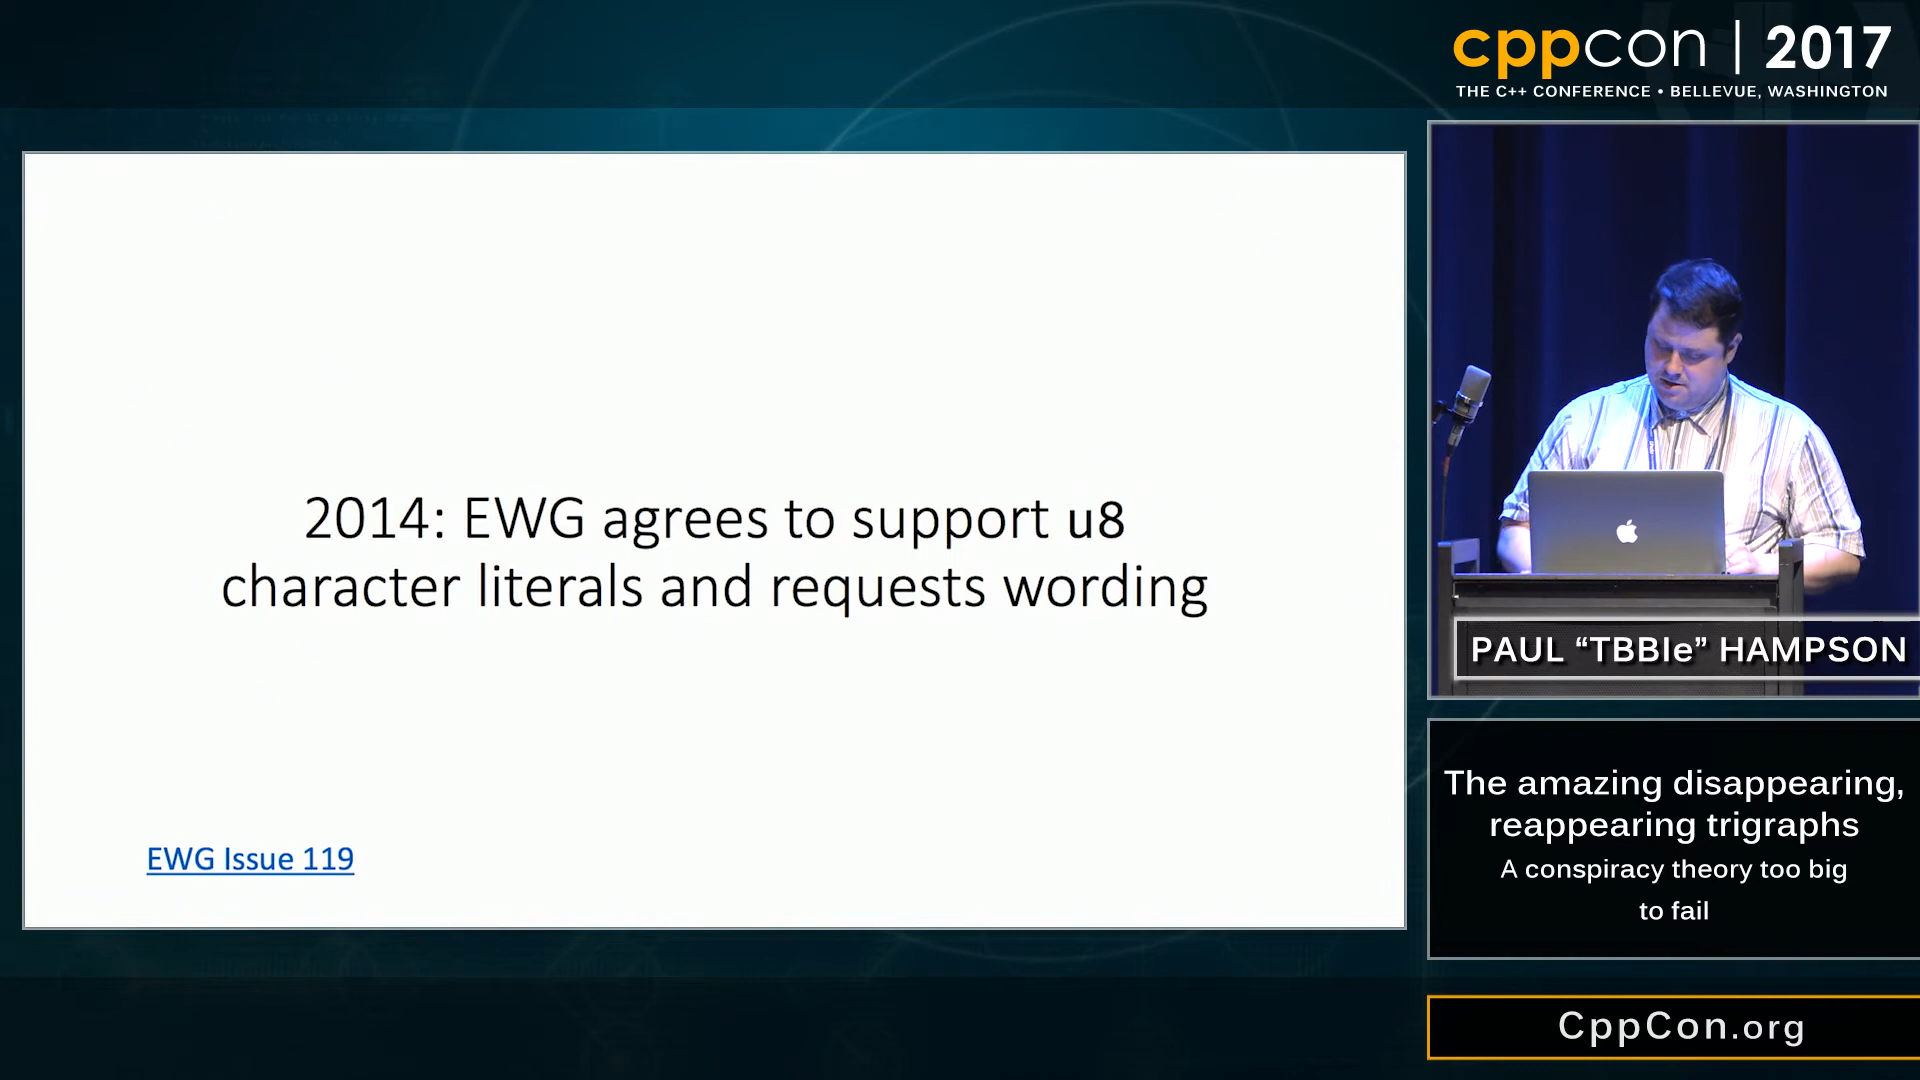 cppcon | 2017
THE C++ CONFERENCE • BELLEVUE, WASHINGTON
2014: EWG agrees to support u8
character literals and requests wording
EWG Issue 119
PAUL “TBBle” HAMPSON
The amazing disappearing,
reappearing trigraphs
A conspiracy theory too big
to fail
CppCon.org